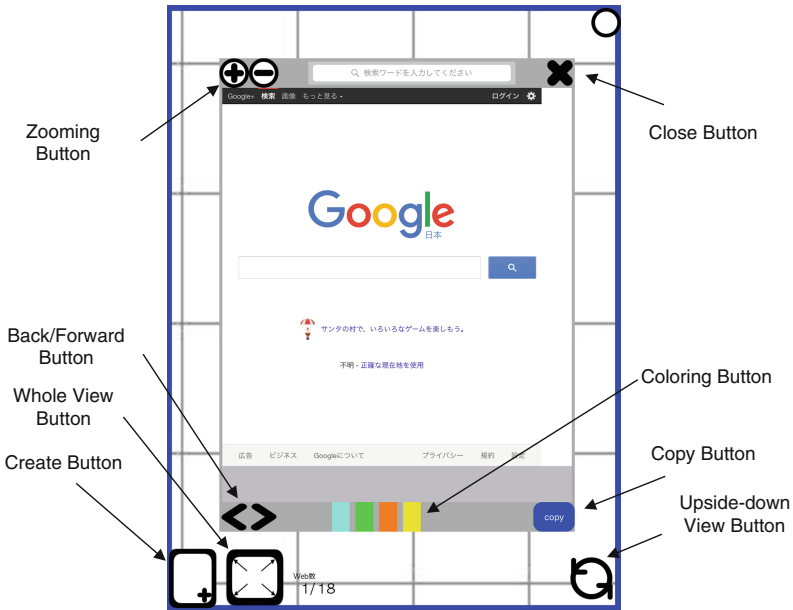 検索ワードを入力してください
Google+ 検索 画像 もっと見る ログイン
Zooming
Button
Close Button
Google
日本
サンタの村で、いろいろなゲームを楽しもう。
不明 - 正確な現在地を使用
Back/Forward
Button
Coloring Button
Whole View
Button
広告 ビジネス Googleについて プライバシー 規約 設定
Create Button
Copy Button
copy
Upside-down
View Button
Web数
1/18